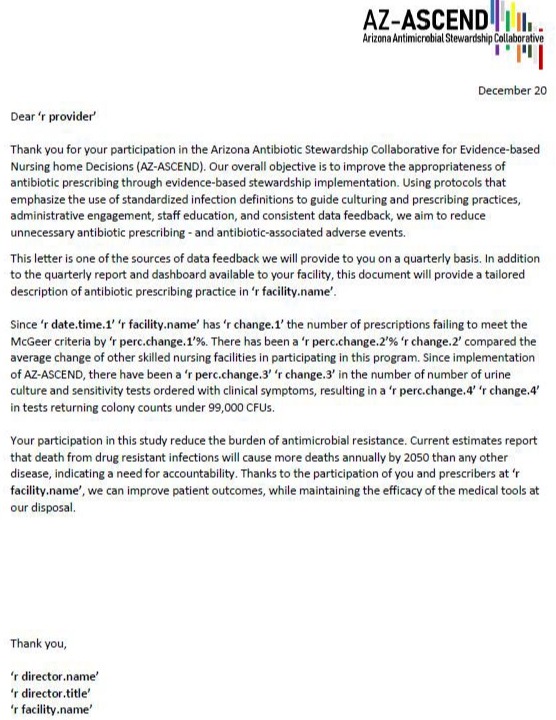 AZ-ASCEND
Arizona Antimicrobial Stewardship Collaborative
December 20
Dear ‘r provider’
Thank you for your participation in the Arizona Antibiotic Stewardship Collaborative for Evidence-based
Nursing home Decisions (AZ-ASCEND). Our overall objective is to improve the appropriateness of
antibiotic prescribing through evidence-based stewardship implementation. Using protocols that
emphasize the use of standardized infection definitions to guide culturing and prescribing practices,
administrative engagement, staff education, and consistent data feedback, we aim to reduce
unnecessary antibiotic prescribing - and antibiotic-associated adverse events.
This letter is one of the sources of data feedback we will provide to you on a quarterly basis. In addition
to the quarterly report and dashboard available to your facility, this document will provide a tailored
description of antibiotic prescribing practice in ‘r facility.name’.
Since ‘r date.time.1’ ‘r facility.name’ has ‘r change.1’ the number of prescriptions failing to meet the
McGeer criteria by ‘r perc.change.1’%. There has been a ‘r perc.change.2’% ‘r change.2’ compared the
average change of other skilled nursing facilities in participating in this program. Since implementation
of AZ-ASCEND, there have been a ‘r perc.change.3’ ‘r change.3’ in the number of number of urine
culture and sensitivity tests ordered with clinical symptoms, resulting in a ‘r perc.change.4’ ‘r change.4’
in tests returning colony counts under 99,000 CFUs.
Your participation in this study reduce the burden of antimicrobial resistance. Current estimates report
that death from drug resistant infections will cause more deaths annually by 2050 than any other
disease, indicating a need for accountability. Thanks to the participation of you and prescribers at ‘r
facility.name’, we can improve patient outcomes, while maintaining the efficacy of the medical tools at
our disposal.
Thank you,
‘r director.name’
‘r director.title’
‘r facility.name’